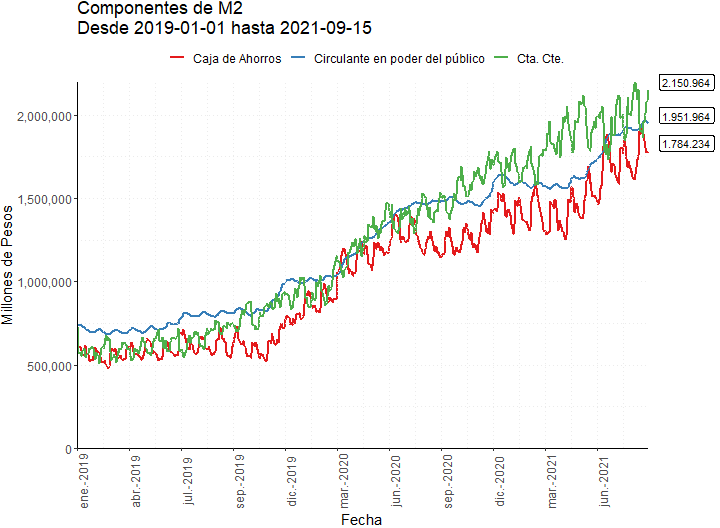 Componentes de M2
Desde 2019-01-01 hasta 2021-09-15
Caja de Ahorros Circulante en poder del público Cta. Cte.
2.150.964
1.951.964
1.784.234
2,000,000
1,500,000
1,000,000
500,000
0
Millones de Pesos
ene.-2019
abr.-2019
jul.-2019
sep.-2019
dic.-2019
mar.-2020
jun.-2020
sep.-2020
dic.-2020
mar.-2021
jun.-2021
Fecha